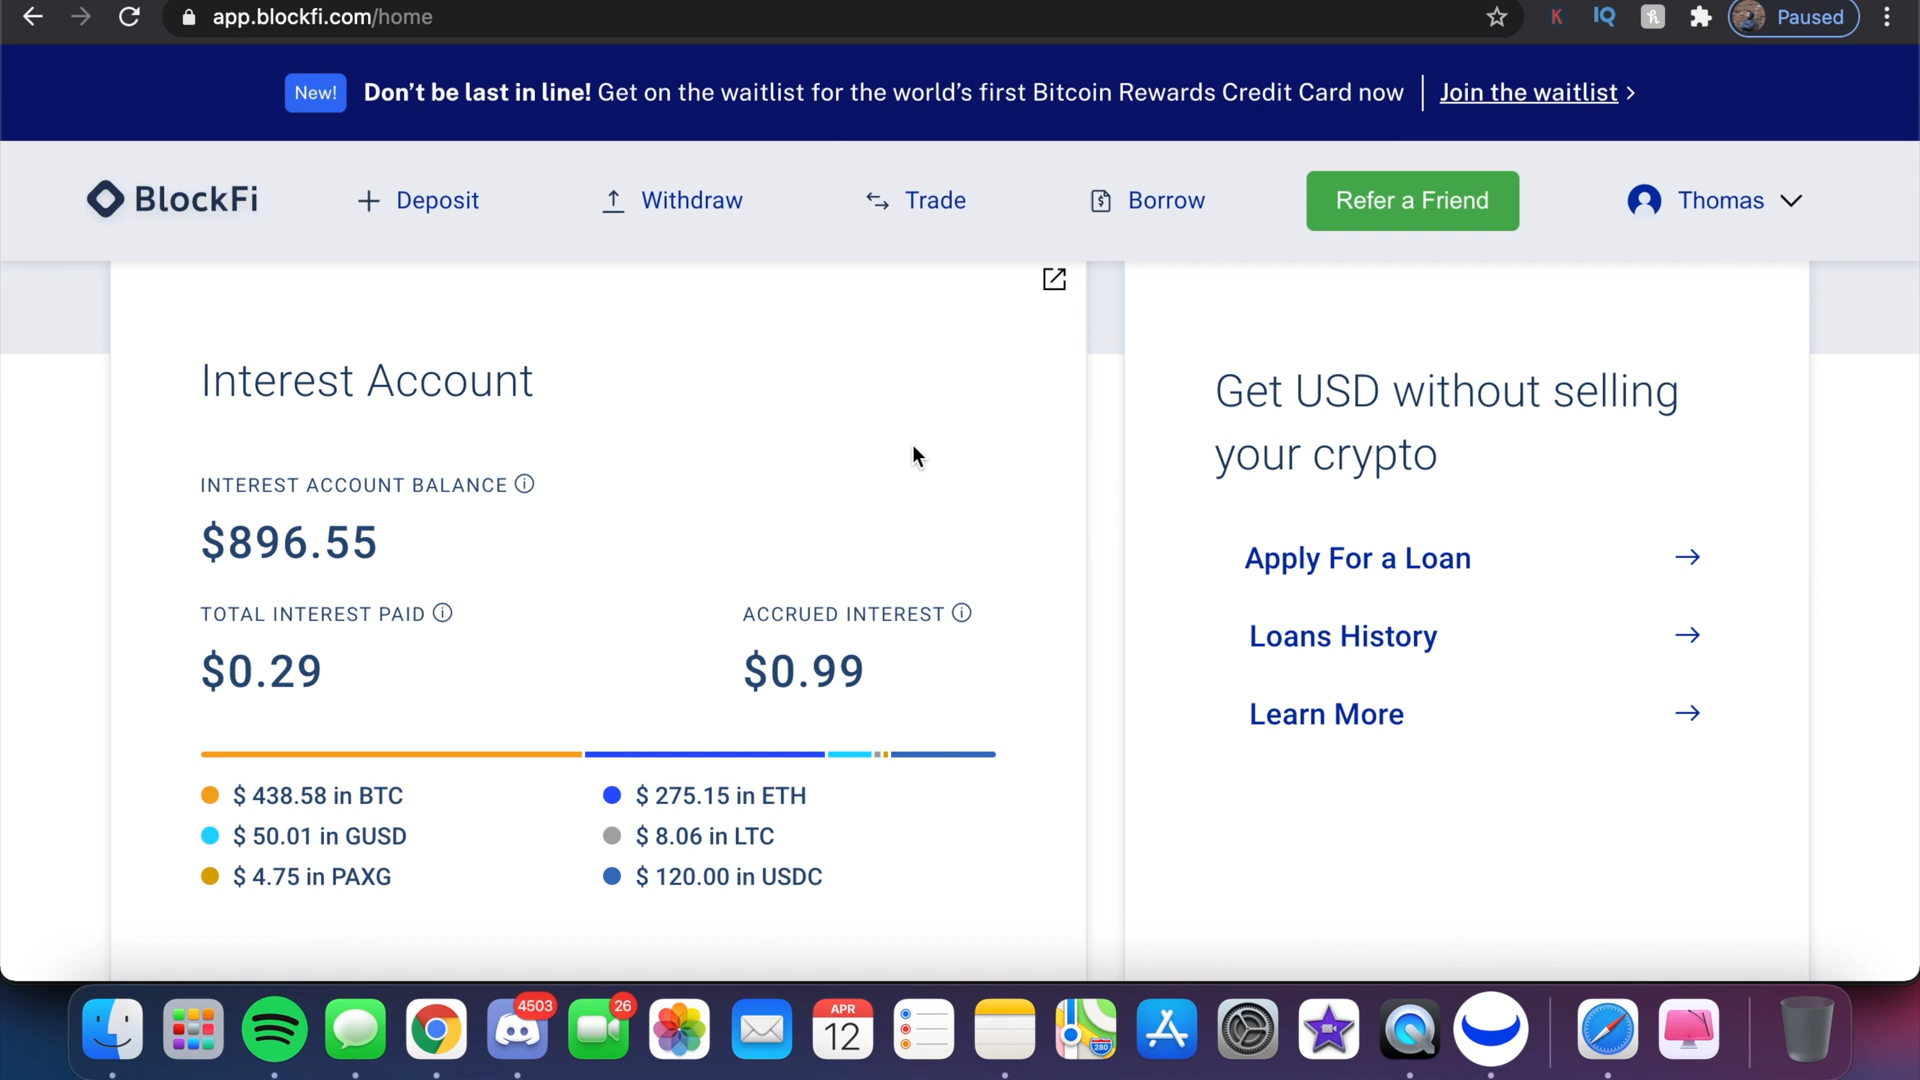 app.blockfi.com/home
K
IQ
h
Paused
New! Don't be last in line! Get on the waitlist for the world's first Bitcoin Rewards Credit Card now Join the waitlist
BlockFi
Deposit
Withdraw
Trade
$
Borrow
Refer a Friend
Thomas
Interest Account
INTEREST ACCOUNT BALANCE
$896.55
TOTAL INTEREST PAID
ACCRUED INTEREST
$0.29
$0.99
$ 438.58 in BTC
$ 275.15 in ETH
$ 50.01 in GUSD
$ 8.06 in LTC
$ 4.75 in PAXG
$ 120.00 in USDC
Get USD without selling
your crypto
Apply For a Loan
Loans History
Learn More
4503
26
APR
12
280